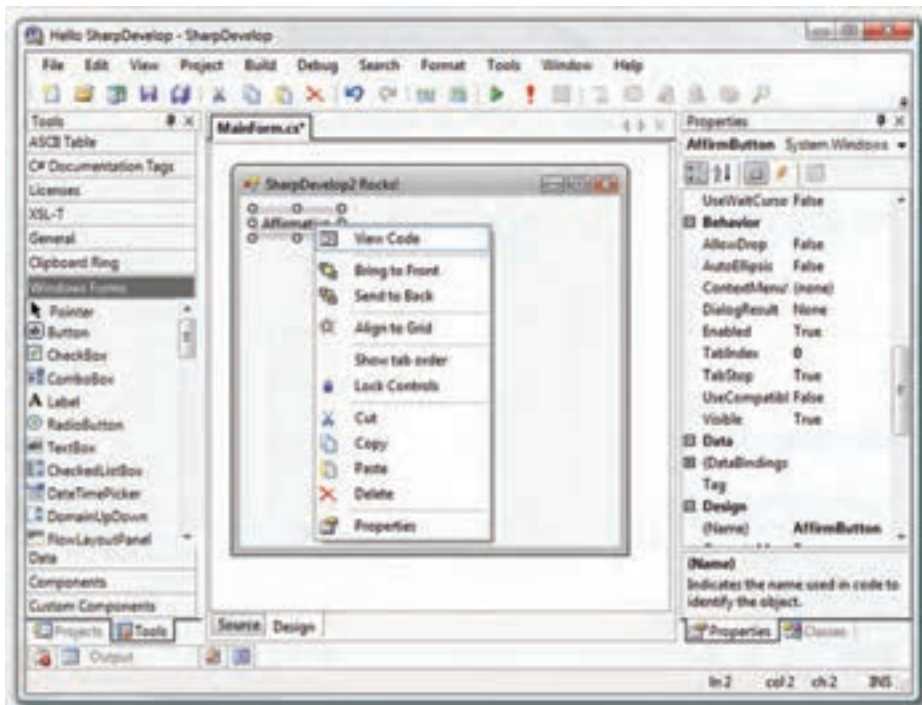 Hello SharpDevelop - SharpDevelop
File Edit View Project Build Debug Search Format Tools Window Help
Tools
ASCII Table
C# Documentation Tags
Licenses
XSL-T
General
Clipboard Ring
Windows Forms
Pointer
Button
CheckBox
ComboBox
Label
RadioButton
TextBox
CheckedListBox
DateTimePicker
DomainUpDown
FlowLayoutPanel
Data
Components
Custom Components
Projects Tools
Output
MainForm.cs*
SharpDevelop2 Rocks!
View Code
Bring to Front
Send to Back
Align to Grid
Show tab order
Lock Controls
Cut
Copy
Paste
Delete
Properties
Source Design
Properties
AffirmButton System.Windows
UseWaitCurso False
Behavior
AllowDrop False
AutoEllipsis False
ContextMenu (none)
DialogResult None
Enabled True
TabIndex 0
TabStop True
UseCompatibl False
Visible True
Data
(DataBindings
Tag
Design
(Name) AffirmButton
(Name)
Indicates the name used in code to
identify the object.
Properties Classes
ln 2 col 2 ch 2 INS